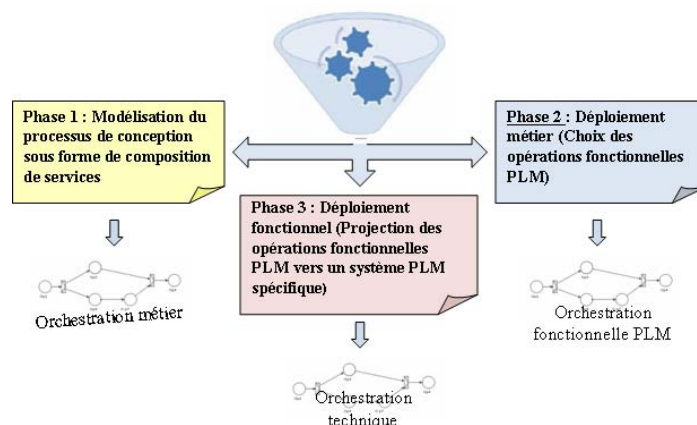 Phase 1 : Modélisation du
processus de conception
sous forme de composition
de services
Phase 2 : Déploiement
métier (Choix des
opérations fonctionnelles
PLM)
Phase 3 : Déploiement
fonctionnel (Projection des
opérations fonctionnelles
PLM vers un système PLM
spécifique)
Orchestration métier
Orchestration
fonctionnelle PLM
Orchestration
technique